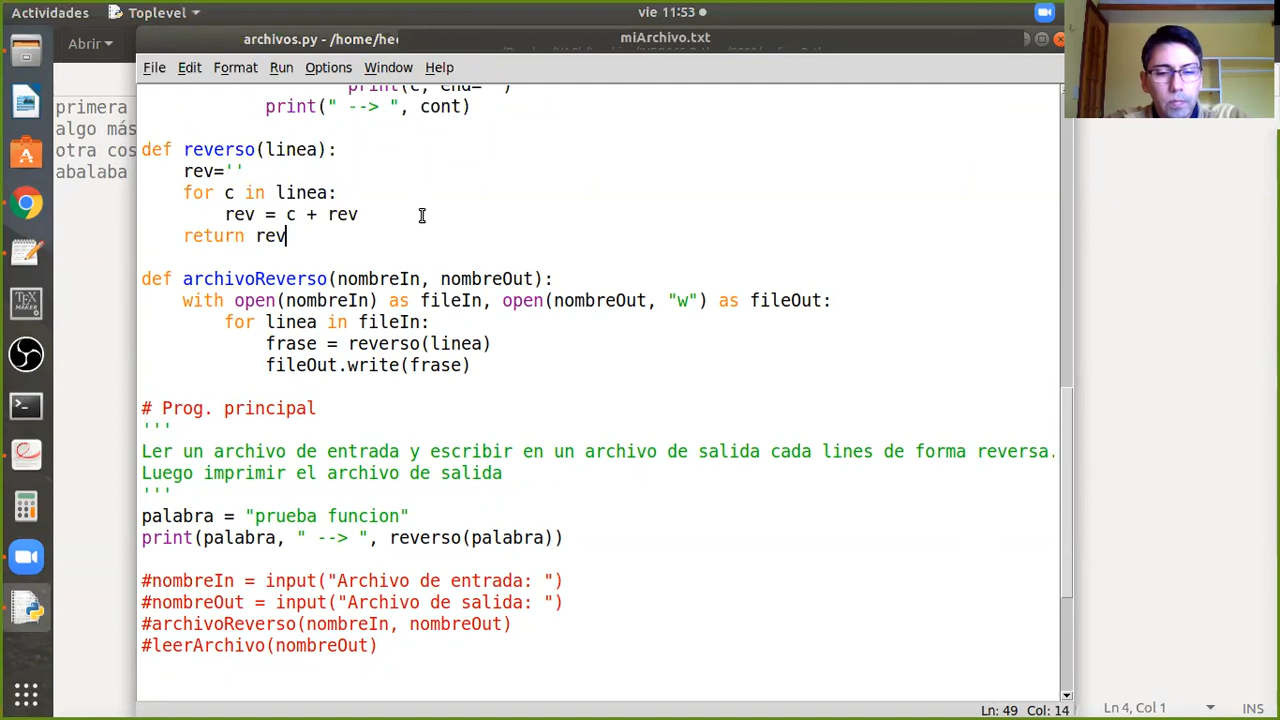 Actividades Toplevel vie 11:53
Abrir archivos.py - /home/he miArchivo.txt
File Edit Format Run Options Window Help
print(" --> ", cont)
primera
algo más
otra cos
abalaba
def reverso(linea):
rev=''
for c in linea:
rev = c + rev
return rev
def archivoReverso(nombreIn, nombreOut):
with open(nombreIn) as fileIn, open(nombreOut, "w") as fileOut:
for linea in fileIn:
frase = reverso(linea)
fileOut.write(frase)
# Prog. principal
'''
Ler un archivo de entrada y escribir en un archivo de salida cada lines de forma reversa.
Luego imprimir el archivo de salida
'''
palabra = "prueba funcion"
print(palabra, " --> ", reverso(palabra))
#nombreIn = input("Archivo de entrada: ")
#nombreOut = input("Archivo de salida: ")
#archivoReverso(nombreIn, nombreOut)
#leerArchivo(nombreOut)
Ln: 49 Col: 14
Ln 4, Col 1 INS